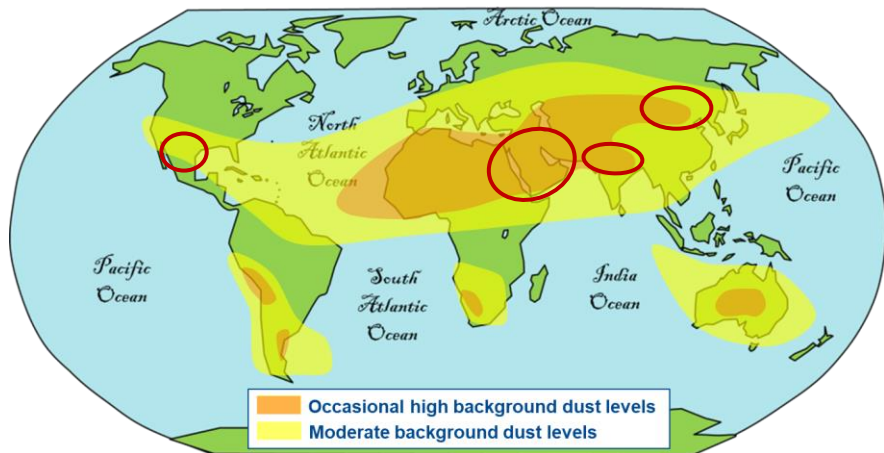 Arctic Ocean
North
Atlantic
Ocean
Pacific
Ocean
Pacific
Ocean
South
Atlantic
Ocean
India
Ocean
Occasional high background dust levels
Moderate background dust levels